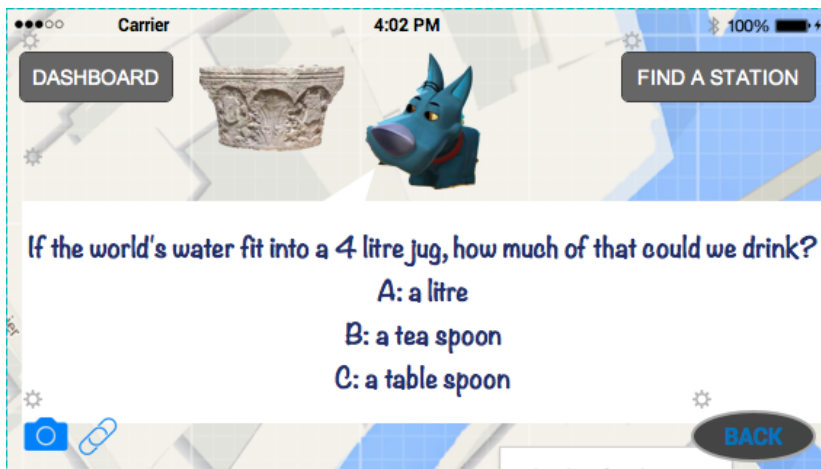 Carrier 4:02 PM 100%
DASHBOARD FIND A STATION
If the world's water fit into a 4 litre jug, how much of that could we drink?
A: a litre
B: a tea spoon
C: a table spoon
BACK